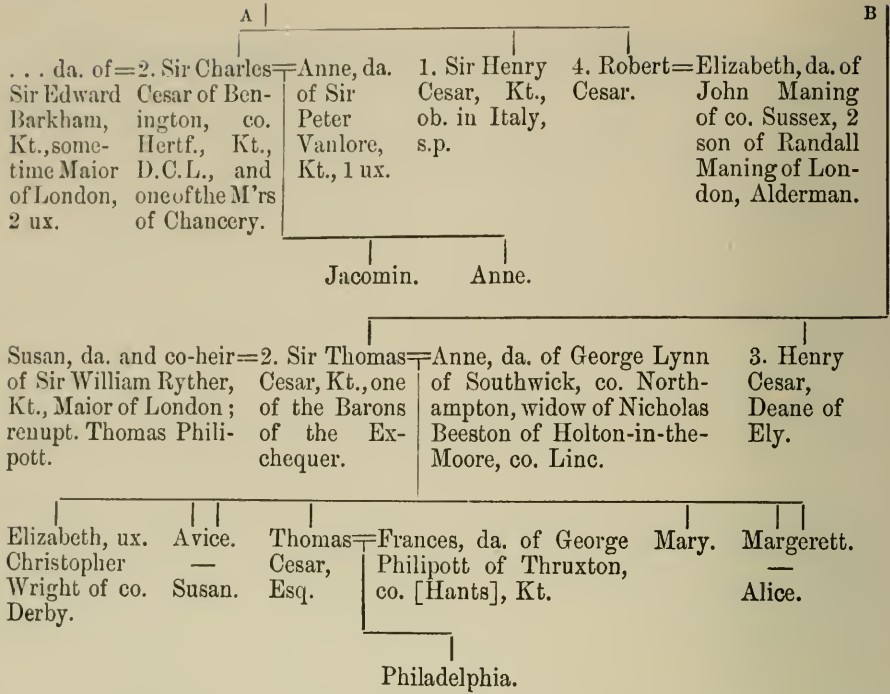 A
B
. . . da. of=
Sir Edward
Barkham,
Kt., some-
time Maior
of London,
2 ux.
2. Sir Charles
Cesar of Ben-
ington, co.
Hertf., Kt.,
D.C.L., and
one of the M'rs
of Chancery.
=Anne, da.
of Sir
Peter
Vanlore,
Kt., 1 ux.
1. Sir Henry
Cesar, Kt.,
ob. in Italy,
s.p.
4. Robert=
Cesar.
Elizabeth, da. of
John Maning
of co. Sussex, 2
son of Randall
Maning of Lon-
don, Alderman.
Jacomin.
Anne.
Susan, da. and co-heir=
of Sir William Ryther,
Kt., Maior of London;
renupt. Thomas Phili-
pott.
2. Sir Thomas
Cesar, Kt., one
of the Barons
of the Ex-
chequer.
=Anne, da. of George Lynn
of Southwick, co. North-
ampton, widow of Nicholas
Beeston of Holton-in-the-
Moore, co. Linc.
3. Henry
Cesar,
Deane of
Ely.
Elizabeth, ux.
Christopher
Wright of co.
Derby.
Avice.
—
Susan.
Thomas
Cesar,
Esq.
=Frances, da. of George
Philipott of Thruxton,
co. [Hants], Kt.
Mary.
Margerett.
—
Alice.
Philadelphia.